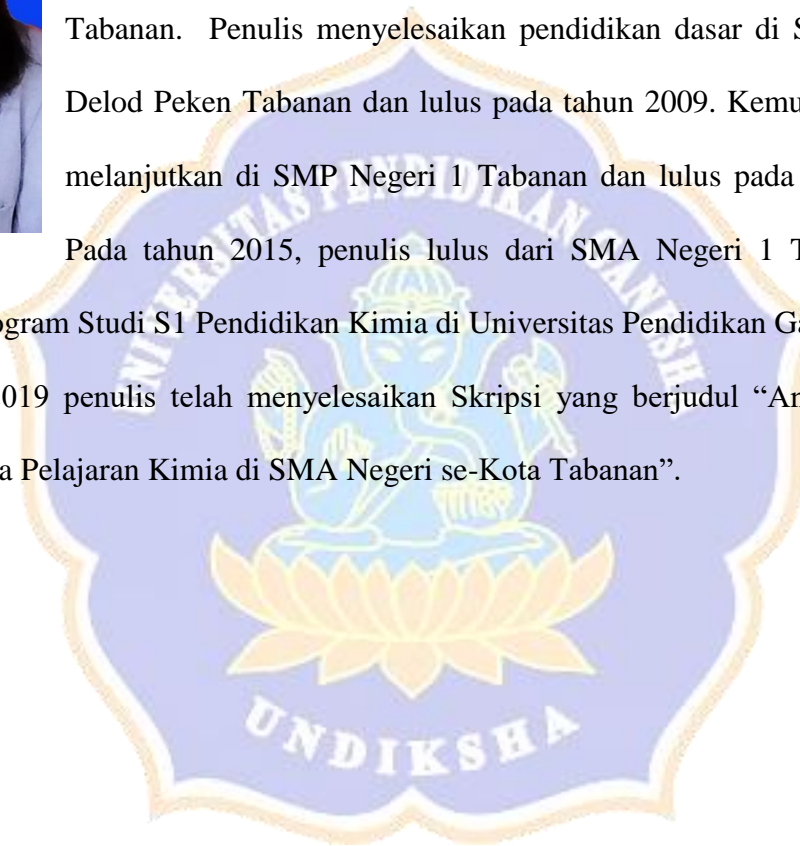 Tabanan. Penulis menyelesaikan pendidikan dasar di S
Delod Peken Tabanan dan lulus pada tahun 2009. Kemu
melanjutkan di SMP Negeri 1 Tabanan dan lulus pada
Pada tahun 2015, penulis lulus dari SMA Negeri 1 T
ogram Studi S1 Pendidikan Kimia di Universitas Pendidikan Ga
019 penulis telah menyelesaikan Skripsi yang berjudul “An
a Pelajaran Kimia di SMA Negeri se-Kota Tabanan”.
UNIVERSITAS PENDIDIKAN GANESHA
UNDIKSHA